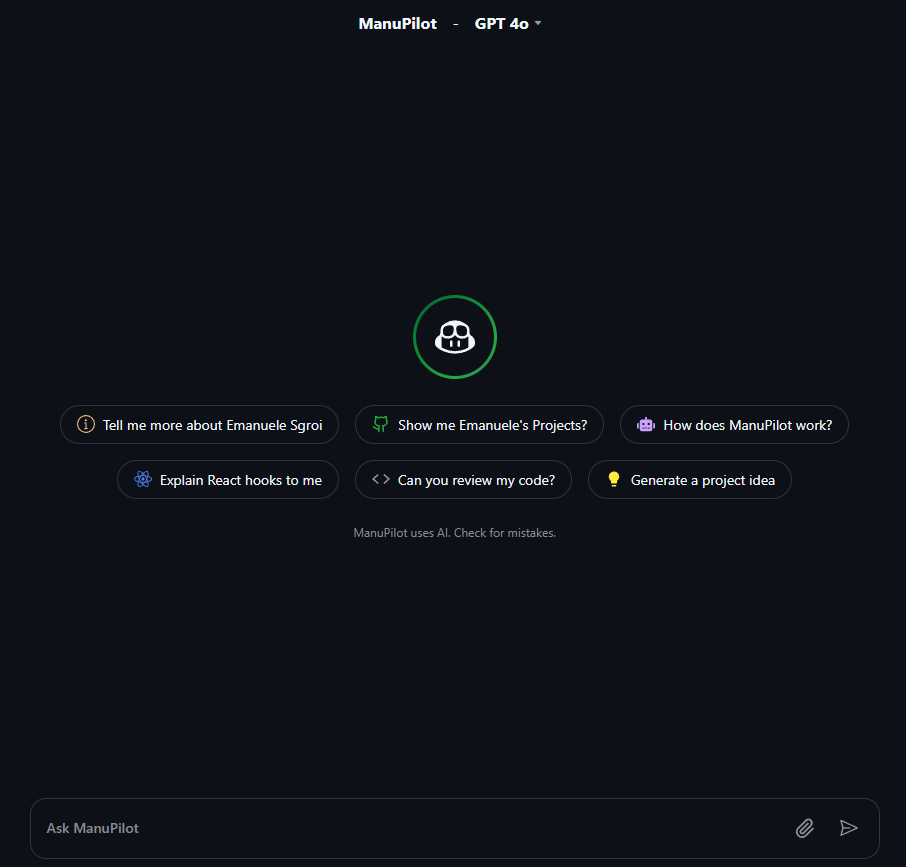 ManuPilot - GPT 4o
Tell me more about Emanuele Sgroi
Show me Emanuele's Projects?
How does ManuPilot work?
Explain React hooks to me
Can you review my code?
Generate a project idea
ManuPilot uses AI. Check for mistakes.
Ask ManuPilot